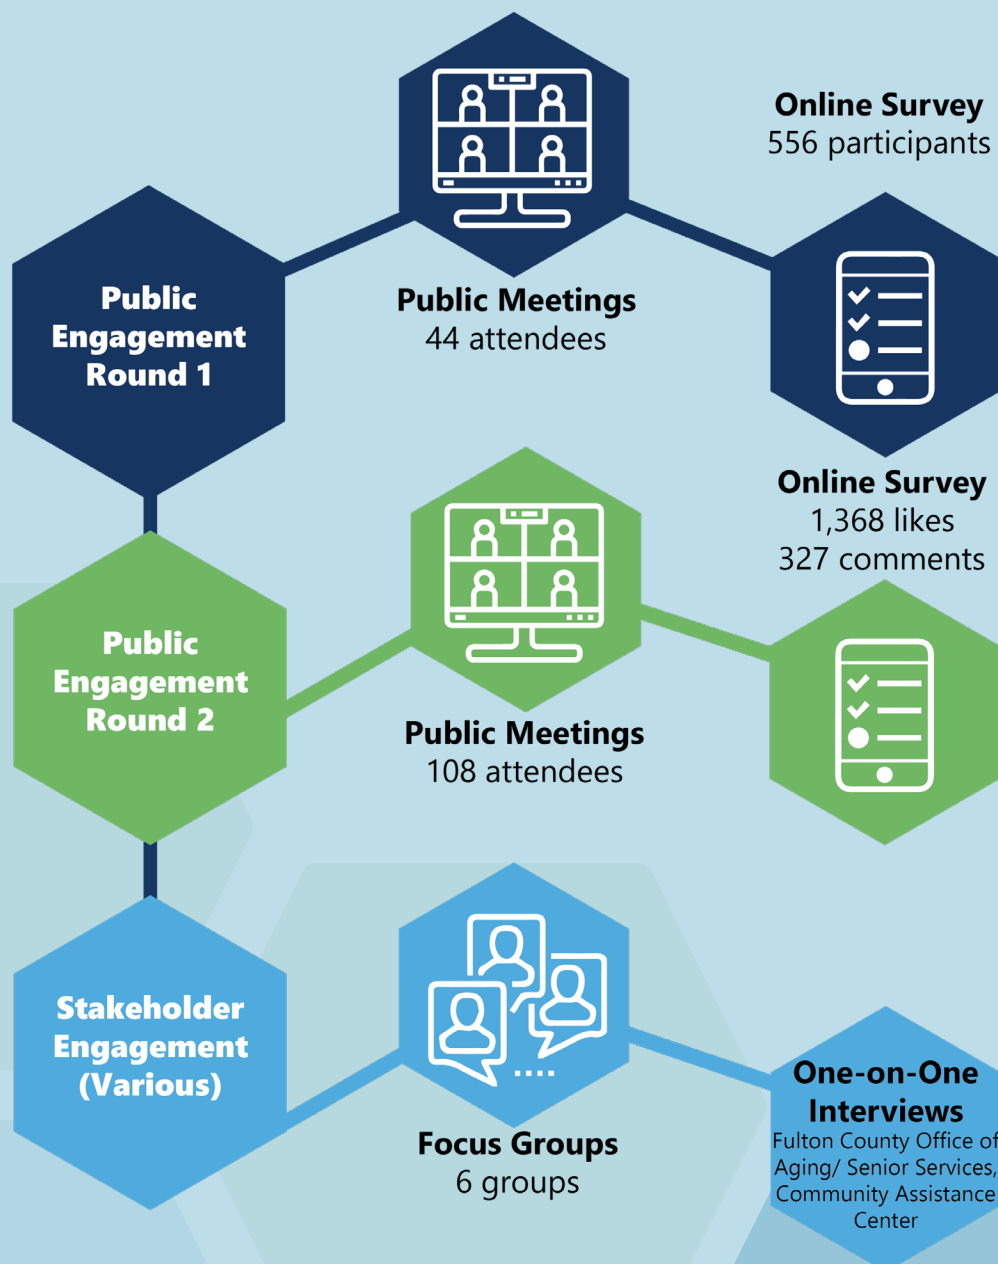 Online Survey
556 participants
Public
Engagement
Round 1
Public Meetings
44 attendees
Online Survey
1,368 likes
327 comments
Public
Engagement
Round 2
Public Meetings
108 attendees
Stakeholder
Engagement
(Various)
Focus Groups
6 groups
One-on-One
Interviews
Fulton County Office of
Aging/ Senior Services,
Community Assistance
Center